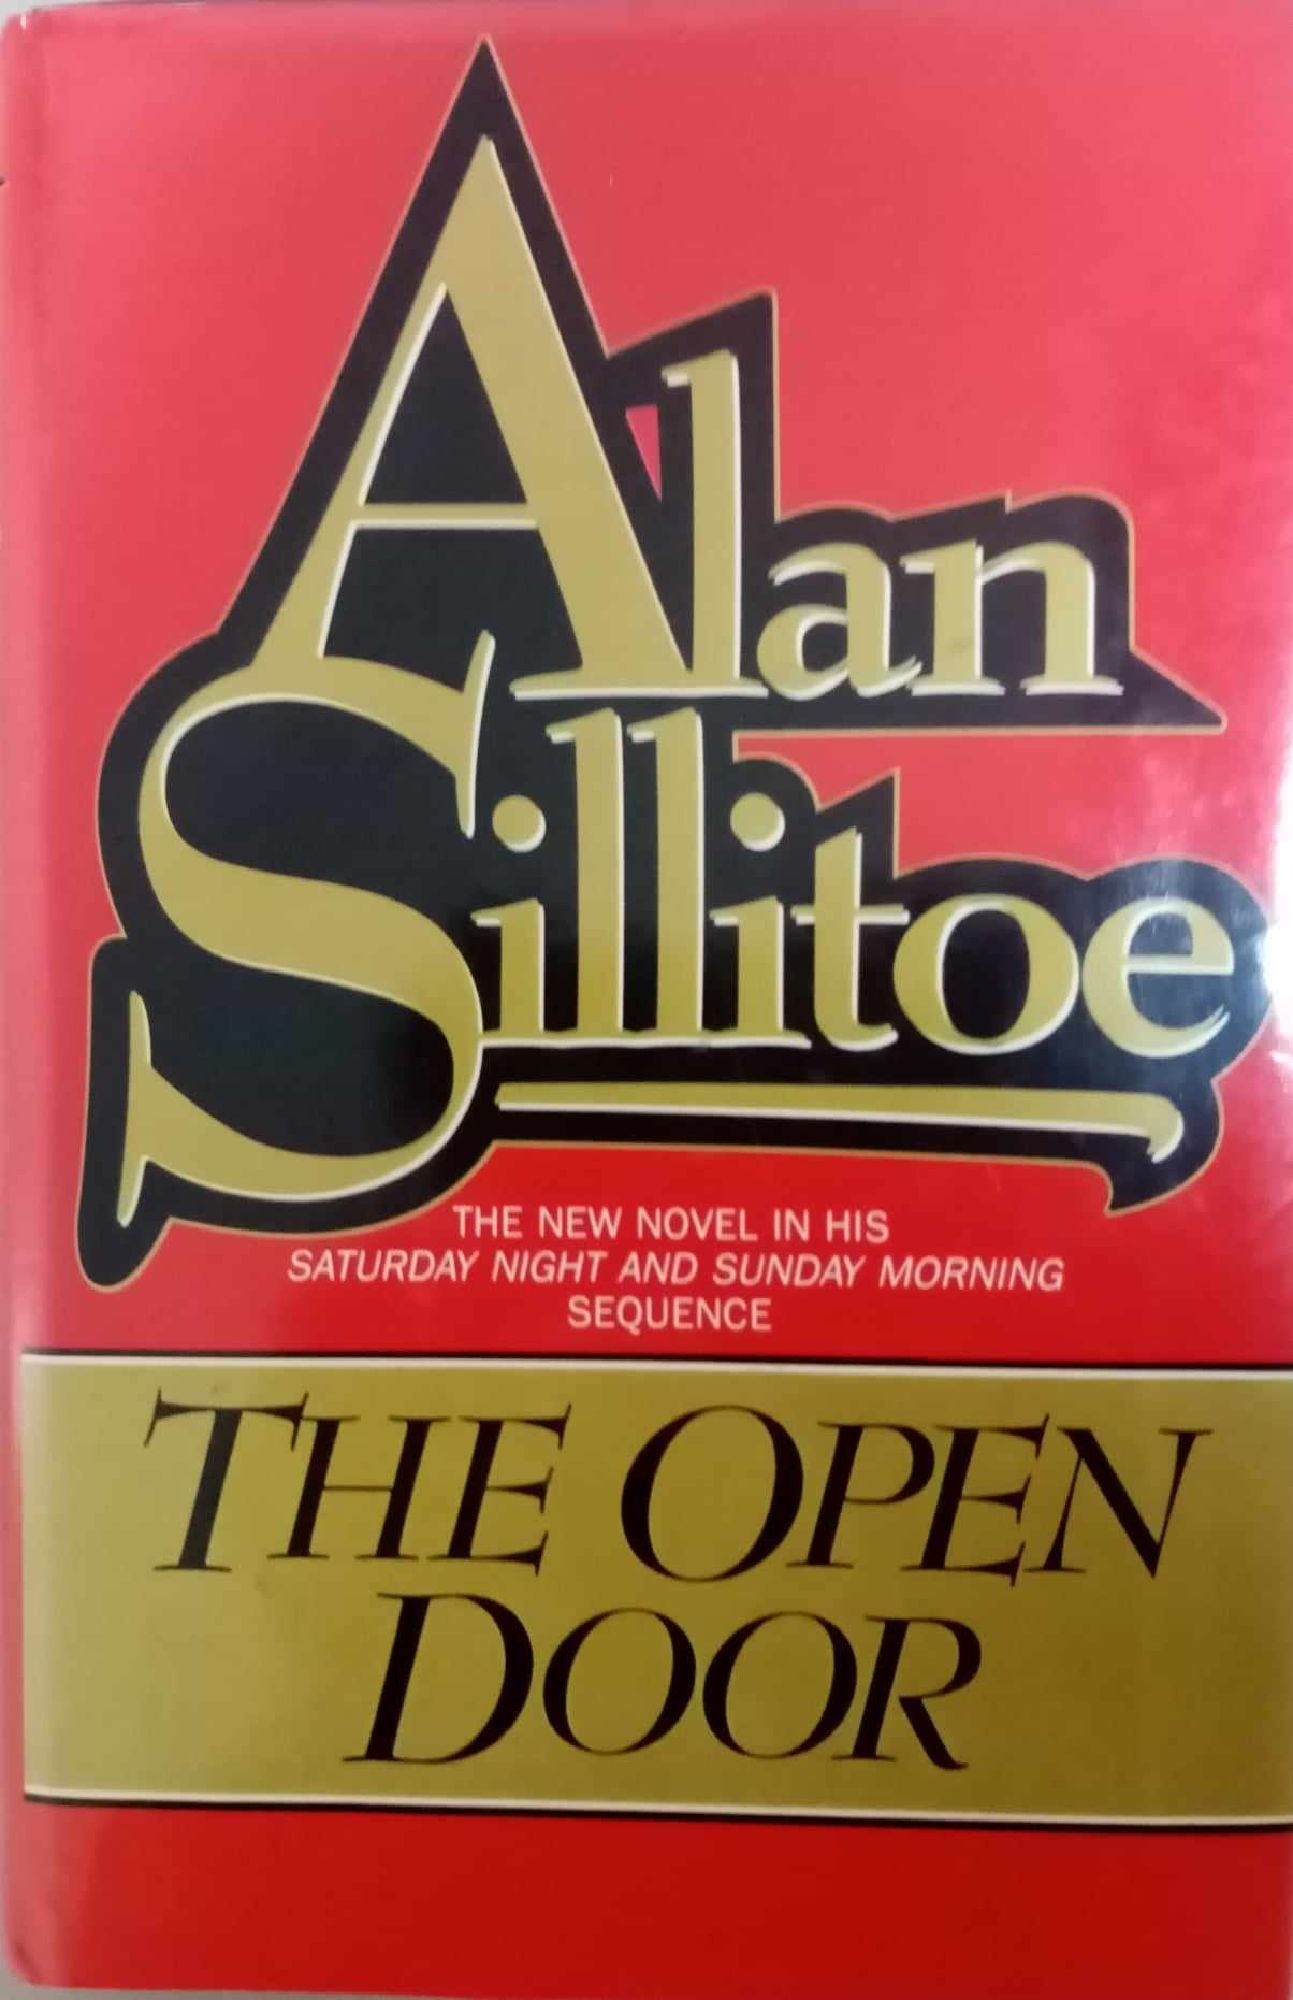 Alan
Sillitoe
THE NEW NOVEL IN HIS
SATURDAY NIGHT AND SUNDAY MORNING
SEQUENCE
THE OPEN
DOOR